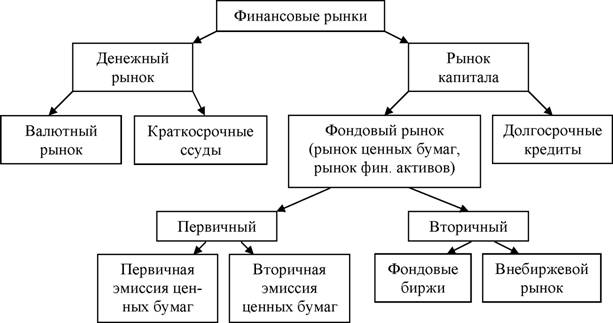 Финансовые рынки
Денежный
рынок
Рынок
капитала
Валютный
рынок
Краткосрочные
ссуды
Фондовый рынок
(рынок ценных бумаг,
рынок фин. активов)
Долгосрочные
кредиты
Первичный
Вторичный
Первичная
эмиссия цен-
ных бумаг
Вторичная
эмиссия
ценных бумаг
Фондовые
биржи
Внебиржевой
рынок